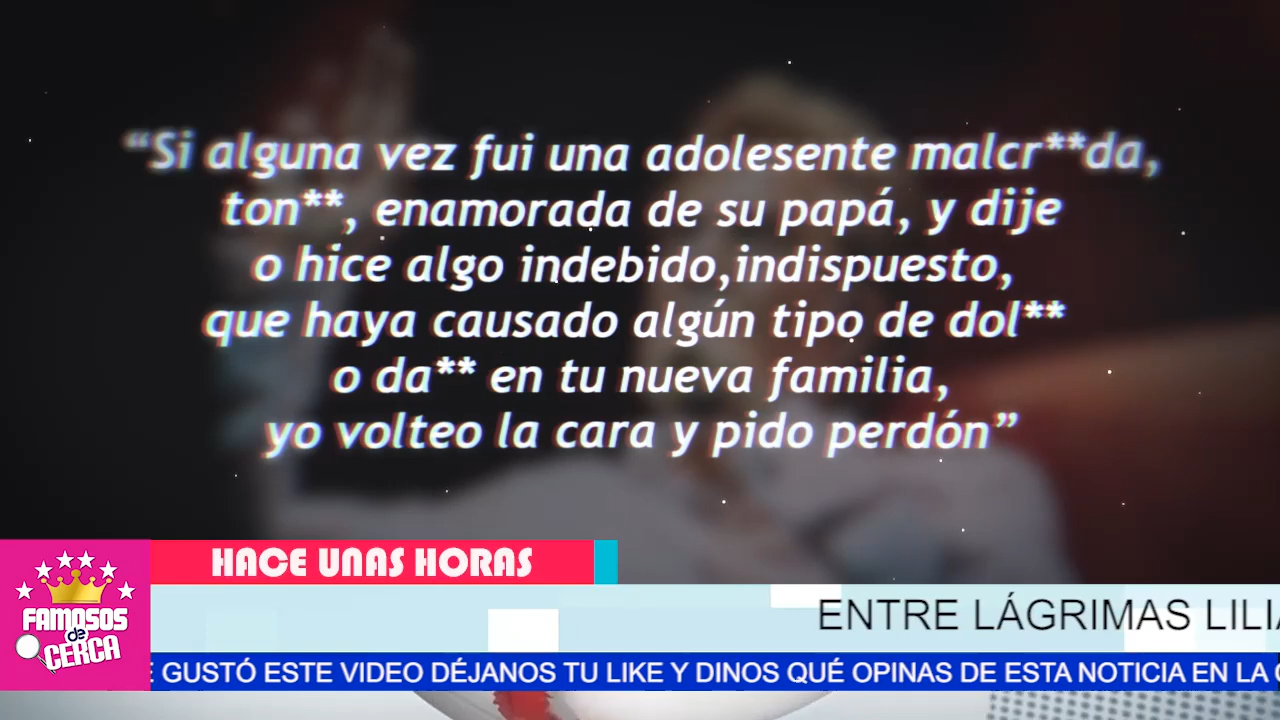 “Si alguna vez fui una adolesente malcr**da,
ton**, enamorada de su papá, y dije
o hice algo indebido,indispuesto,
que haya causado algún tipo de dol**
o da** en tu nueva familia,
yo volteo la cara y pido perdón”
HACE UNAS HORAS
FAMOSOS
de
CERCA
ENTRE LÁGRIMAS LILIA
GUSTÓ ESTE VIDEO DÉJANOS TU LIKE Y DINOS QUÉ OPINAS DE ESTA NOTICIA EN LA